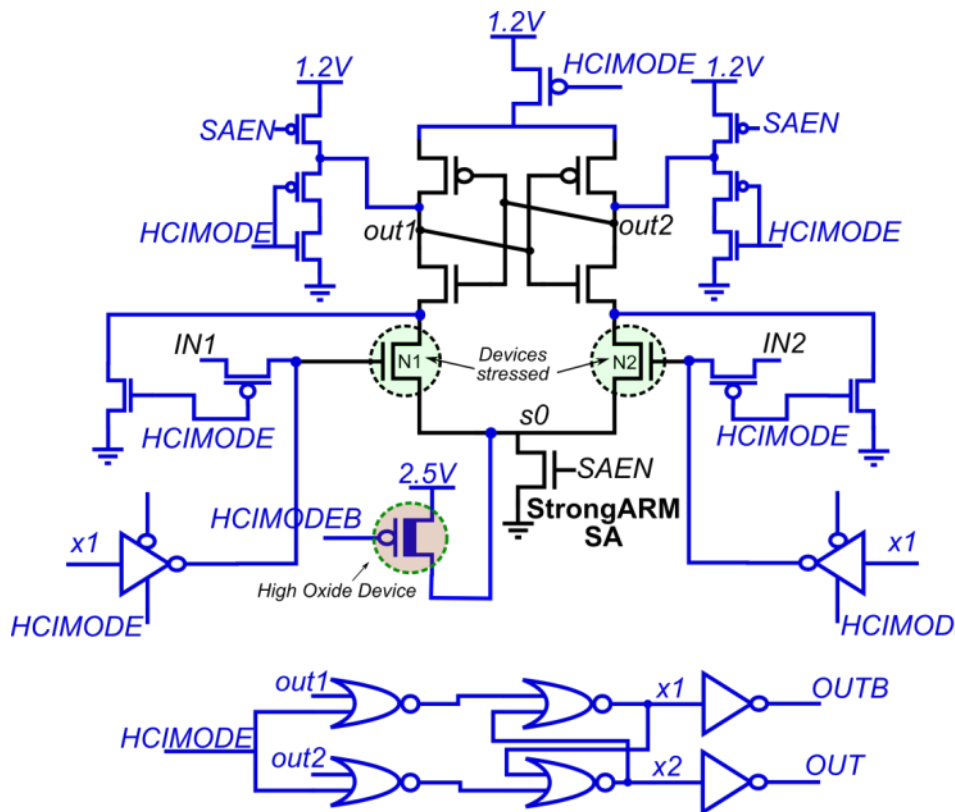 1.2V
HCIMODE
1.2V
1.2V
SAEN
SAEN
HCIMODE
out1
out2
HCIMODE
IN1
N1
Devices
stressed
N2
IN2
HCIMODE
s0
HCIMODE
SAEN
2.5V
StrongARM
SA
HCIMODEB
x1
x1
High Oxide Device
HCIMODE
HCIMOD
out1
x1
OUTB
HCIMODE
out2
x2
OUT